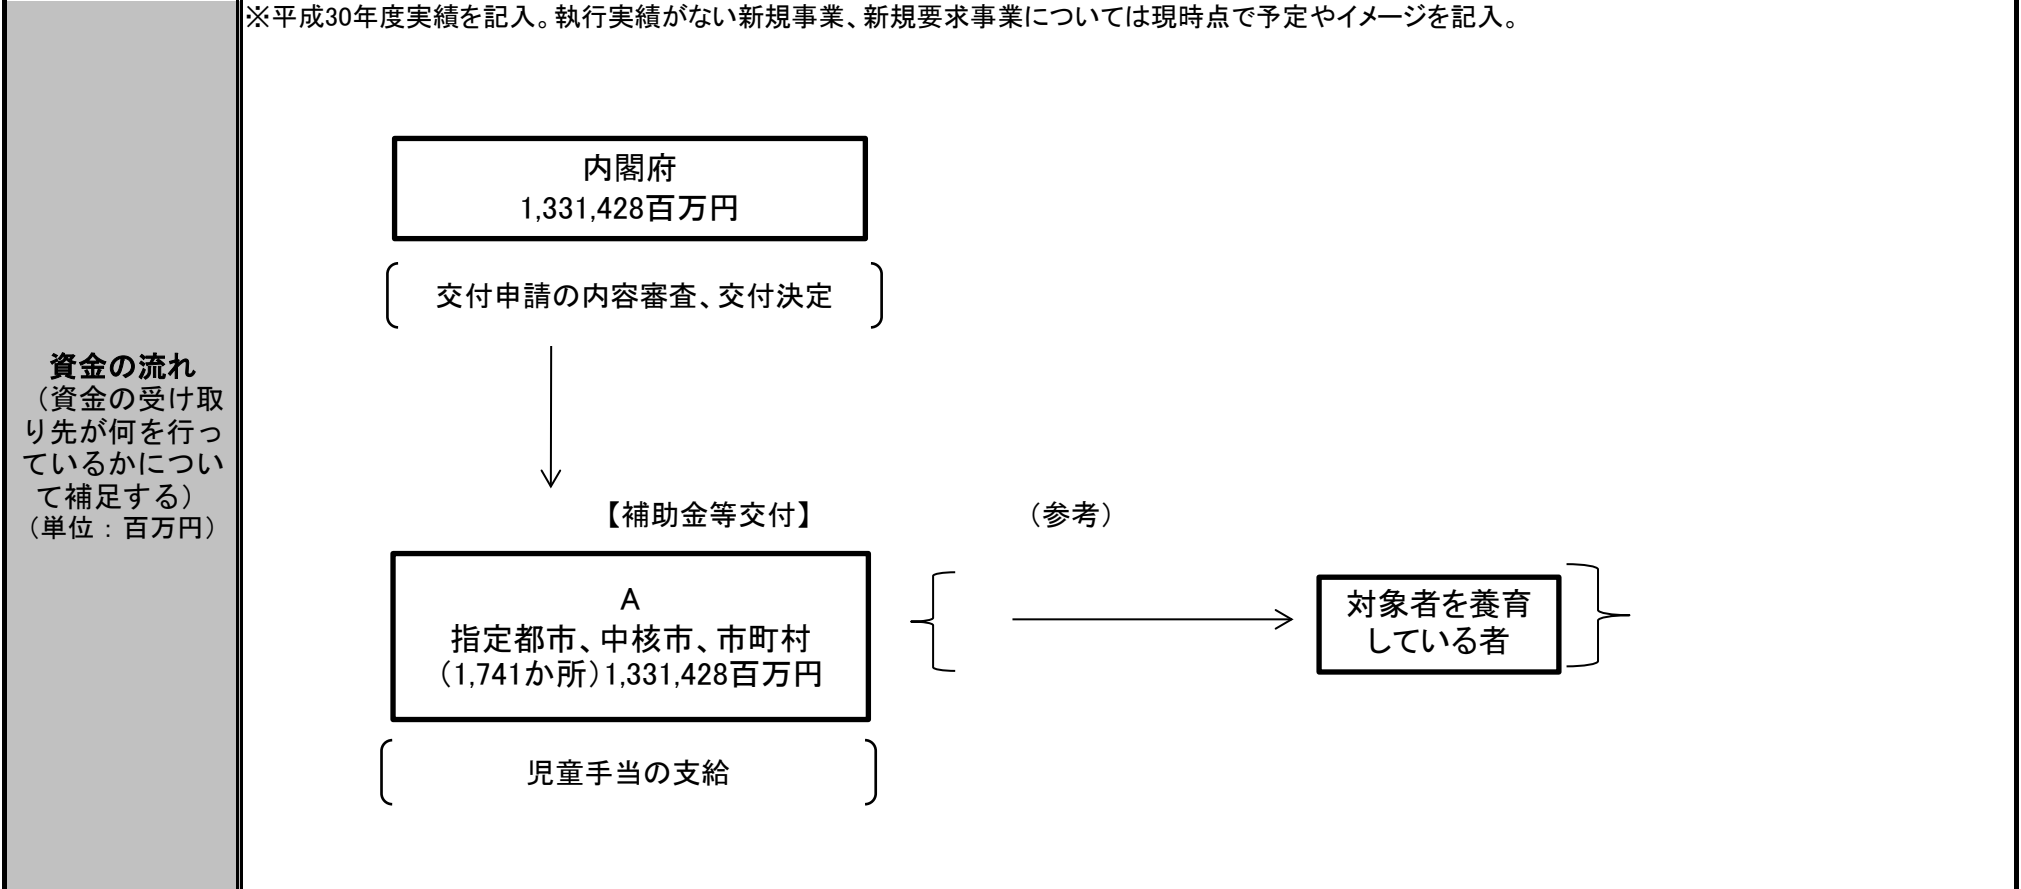 ※平成30年度実績を記入。執行実績がない新規事業、新規要求事業については現時点で予定やイメージを記入。
資金の流れ
（資金の受け取
り先が何を行っ
ているかについ
て補足する）
（単位：百万円）
内閣府
1,331,428百万円
交付申請の内容審査、交付決定
【補助金等交付】
（参考）
A
指定都市、中核市、市町村
（1,741か所）1,331,428百万円
対象者を養育
している者
児童手当の支給